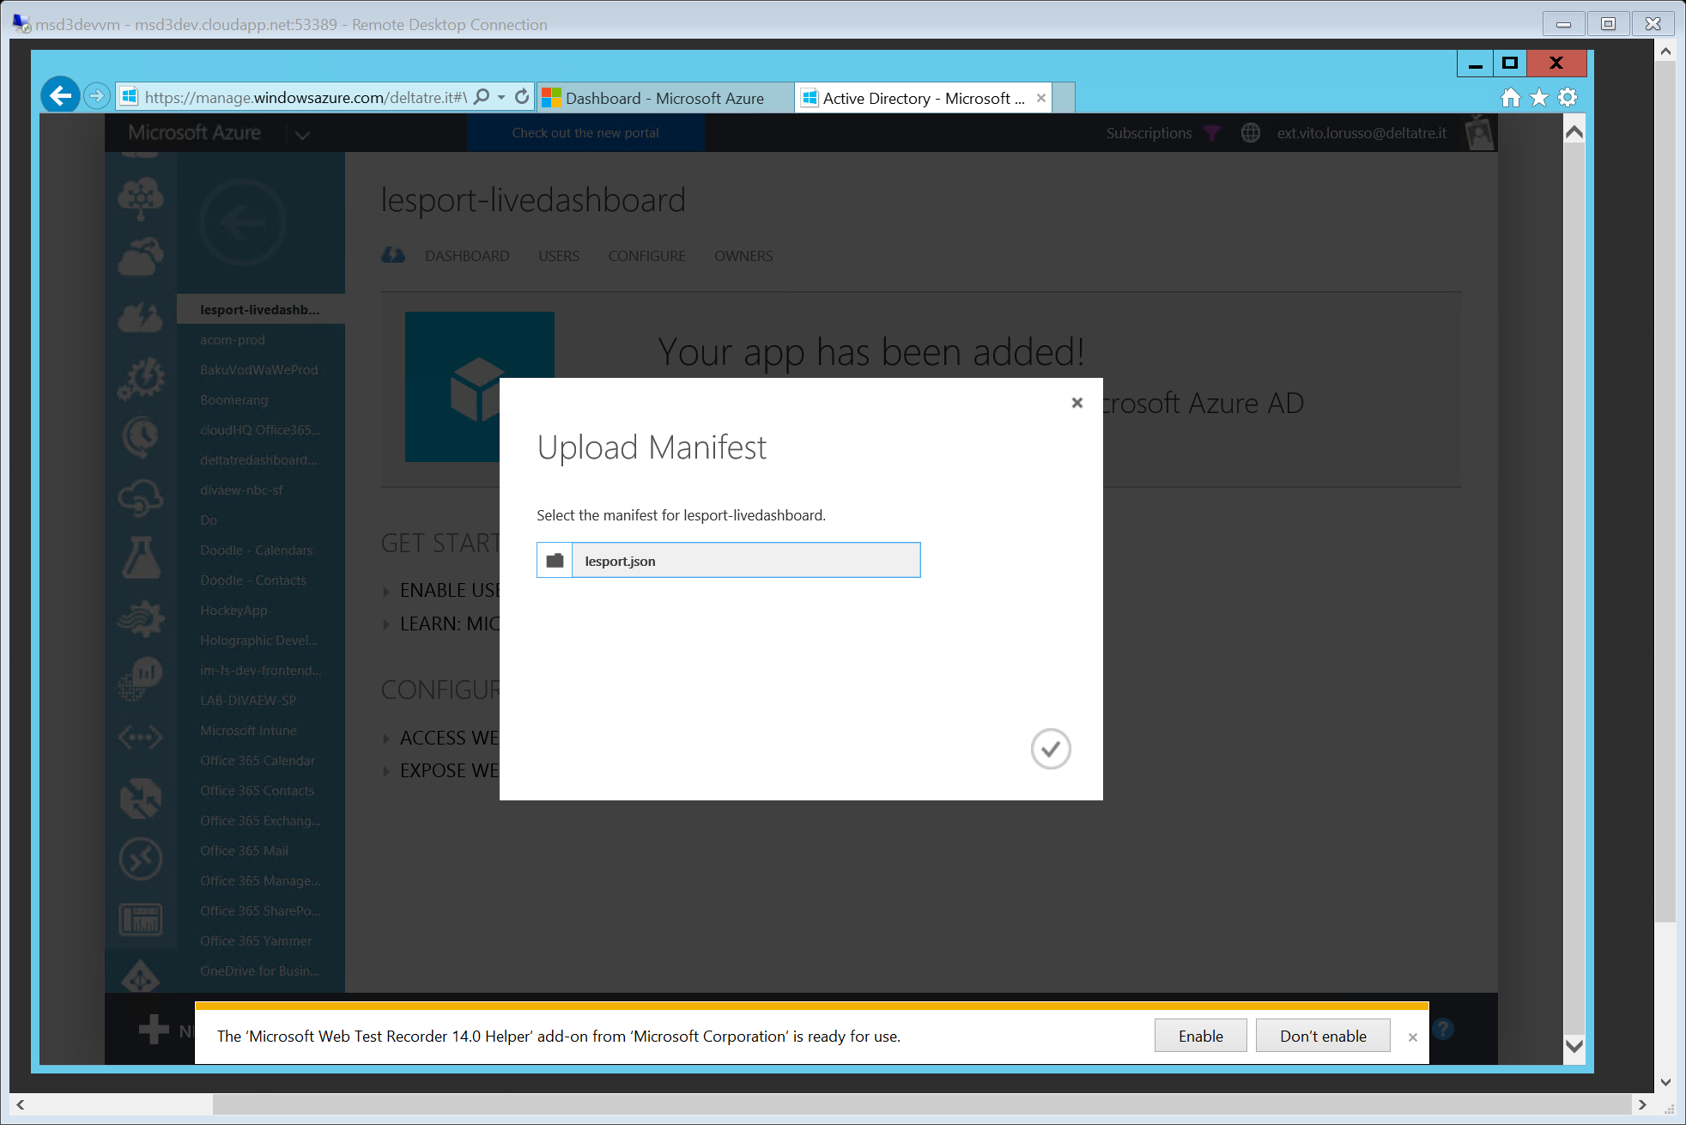 msd3devvm - msd3dev.cloudapp.net:53389 - Remote Desktop Connection
https://manage.windowsazure.com/deltatre.it#\
Dashboard - Microsoft Azure
Active Directory - Microsoft ...
Microsoft Azure
Check out the new portal
Subscriptions
ext.vito.lorusso@deltatre.it
lesport-livedashboard
DASHBOARD
USERS
CONFIGURE
OWNERS
lesport-livedashb...
acom-prod
BakuVodWaWeProd
Boomerang
cloudHQ Office365...
deltatredashboard...
divaew-nbc-sf
Do
Doodle - Calendars
Doodle - Contacts
HockeyApp
Holographic Devel...
im-fs-dev-frontend...
LAB-DIVAEW-SP
Microsoft Intune
Office 365 Calendar
Office 365 Contacts
Office 365 Exchang...
Office 365 Mail
Office 365 Manage...
Office 365 SharePo...
Office 365 Yammer
OneDrive for Busin...
Your app has been added!
crosoft Azure AD
GET START
ENABLE USE
LEARN: MIC
CONFIGUR
ACCESS WE
EXPOSE WE
Upload Manifest
Select the manifest for lesport-livedashboard.
lesport.json
N
The ‘Microsoft Web Test Recorder 14.0 Helper’ add-on from ‘Microsoft Corporation’ is ready for use.
Enable
Don’t enable